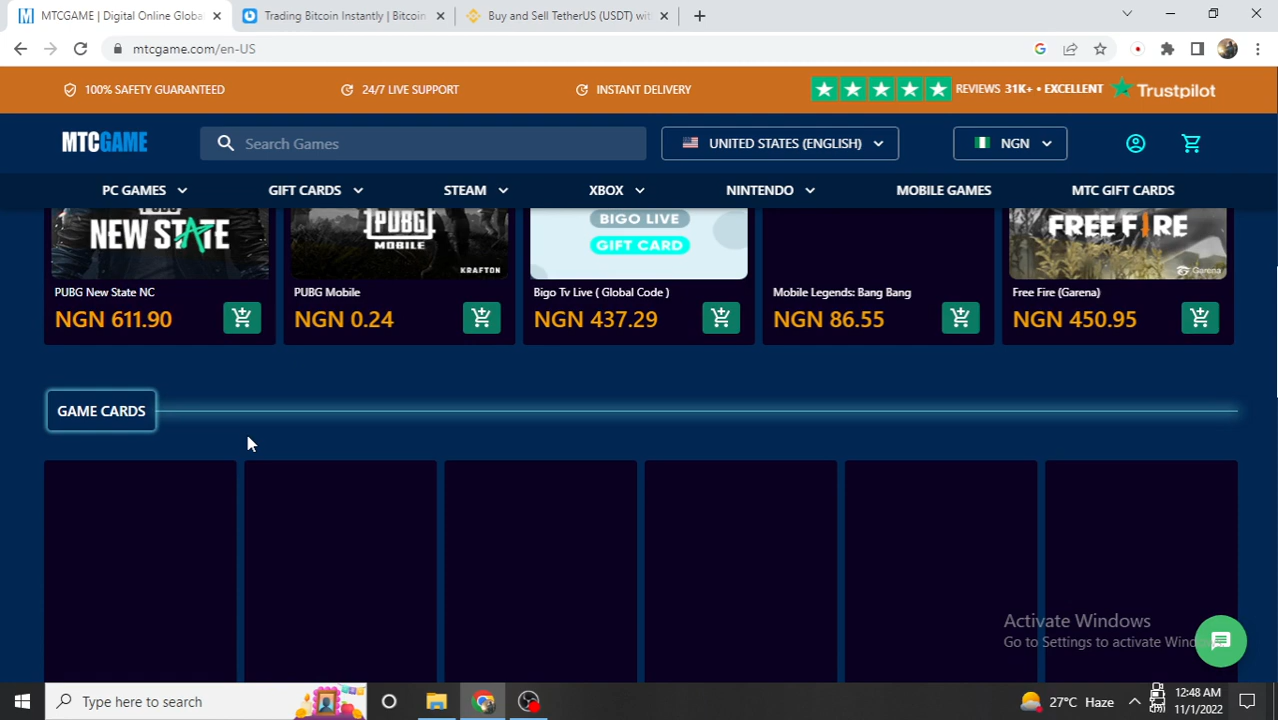 MTCGAME | Digital Online Globa
Trading Bitcoin Instantly | Bitcoin
Buy and Sell TetherUS (USDT) wit
mtcgame.com/en-US
100% SAFETY GUARANTEED
24/7 LIVE SUPPORT
INSTANT DELIVERY
REVIEWS 31K+ • EXCELLENT
Trustpilot
MTCGAME
Search Games
UNITED STATES (ENGLISH)
NGN
PC GAMES
GIFT CARDS
STEAM
XBOX
NINTENDO
MOBILE GAMES
MTC GIFT CARDS
NEW STATE
PUBG
MOBILE
KRAFTON
BIGO LIVE
GIFT CARD
FREE FIRE
Garena
PUBG New State NC
PUBG Mobile
Bigo Tv Live ( Global Code )
Mobile Legends: Bang Bang
Free Fire (Garena)
NGN 611.90
NGN 0.24
NGN 437.29
NGN 86.55
NGN 450.95
GAME CARDS
Activate Windows
Go to Settings to activate Wind
Type here to search
27°C Haze
12:48 AM
11/1/2022